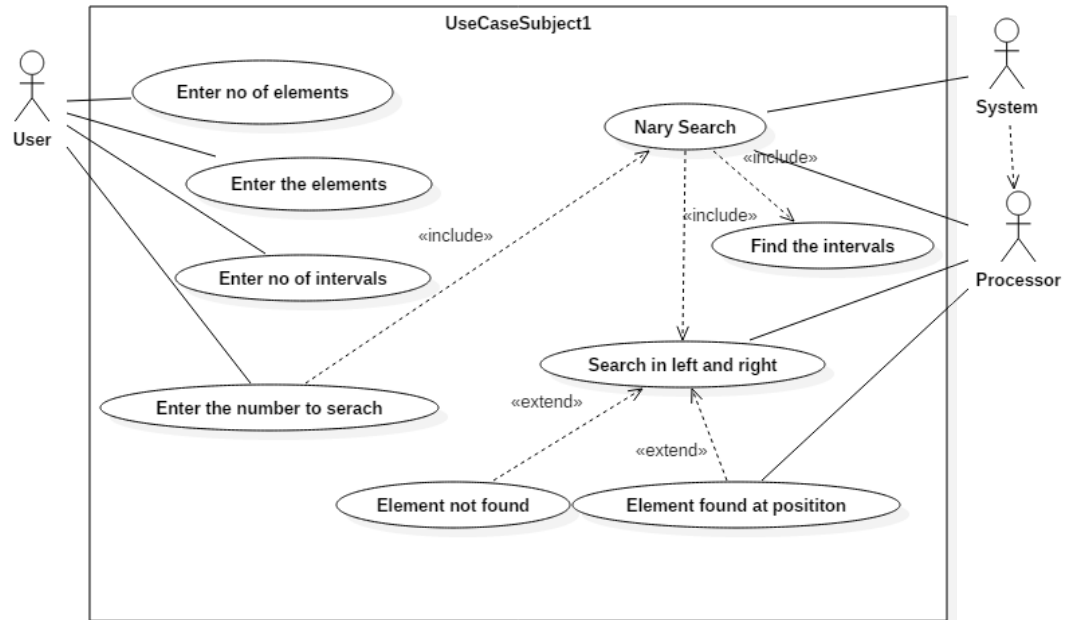 UseCaseSubject1
User
System
Enter no of elements
Nary Search
«include»
Enter the elements
«include»
«include»
Find the intervals
Enter no of intervals
Processor
Search in left and right
Enter the number to serach
«extend»
«extend»
Element not found
Element found at posititon